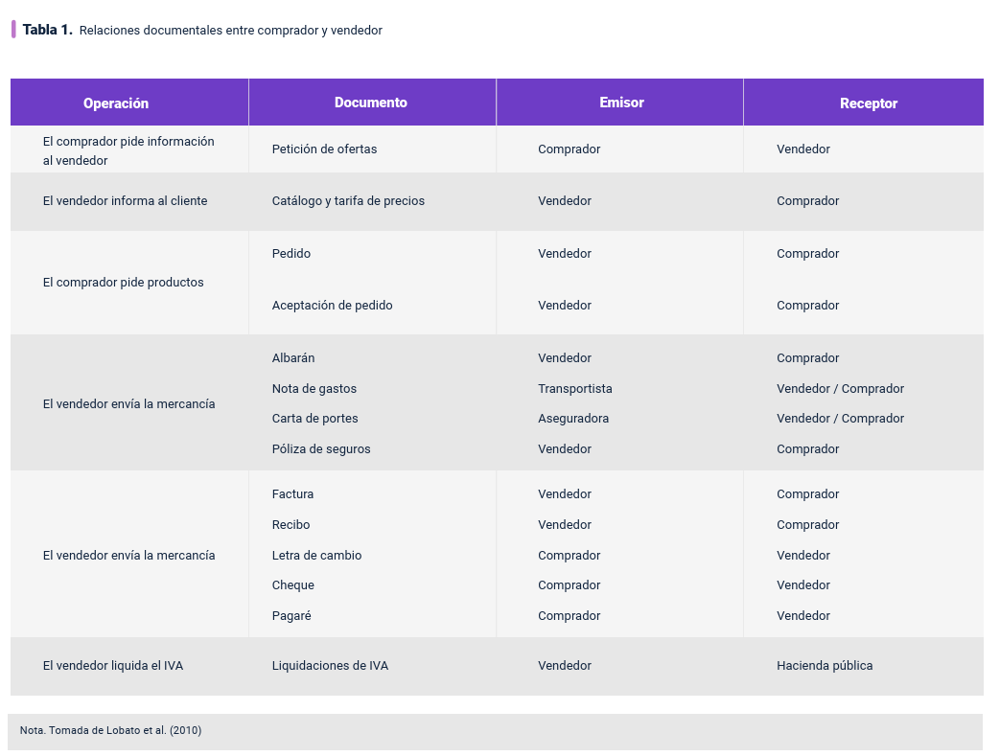 Tabla 1. Relaciones documentales entre comprador y vendedor
Operación Documento Emisor Receptor
El comprador pide información
al vendedor
Petición de ofertas Comprador Vendedor
El vendedor informa al cliente Catálogo y tarifa de precios Vendedor Comprador
El comprador pide productos
Pedido Vendedor Comprador
Aceptación de pedido Vendedor Comprador
El vendedor envía la mercancía
Albarán Vendedor Comprador
Nota de gastos Transportista Vendedor / Comprador
Carta de portes Aseguradora Vendedor / Comprador
Póliza de seguros Vendedor Comprador
El vendedor envía la mercancía
Factura Vendedor Comprador
Recibo Vendedor Comprador
Letra de cambio Comprador Vendedor
Cheque Comprador Vendedor
Pagaré Comprador Vendedor
El vendedor liquida el IVA Liquidaciones de IVA Vendedor Hacienda pública
Nota. Tomada de Lobato et al. (2010)